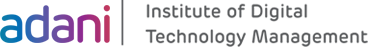 adani
Institute of Digital
Technology Management